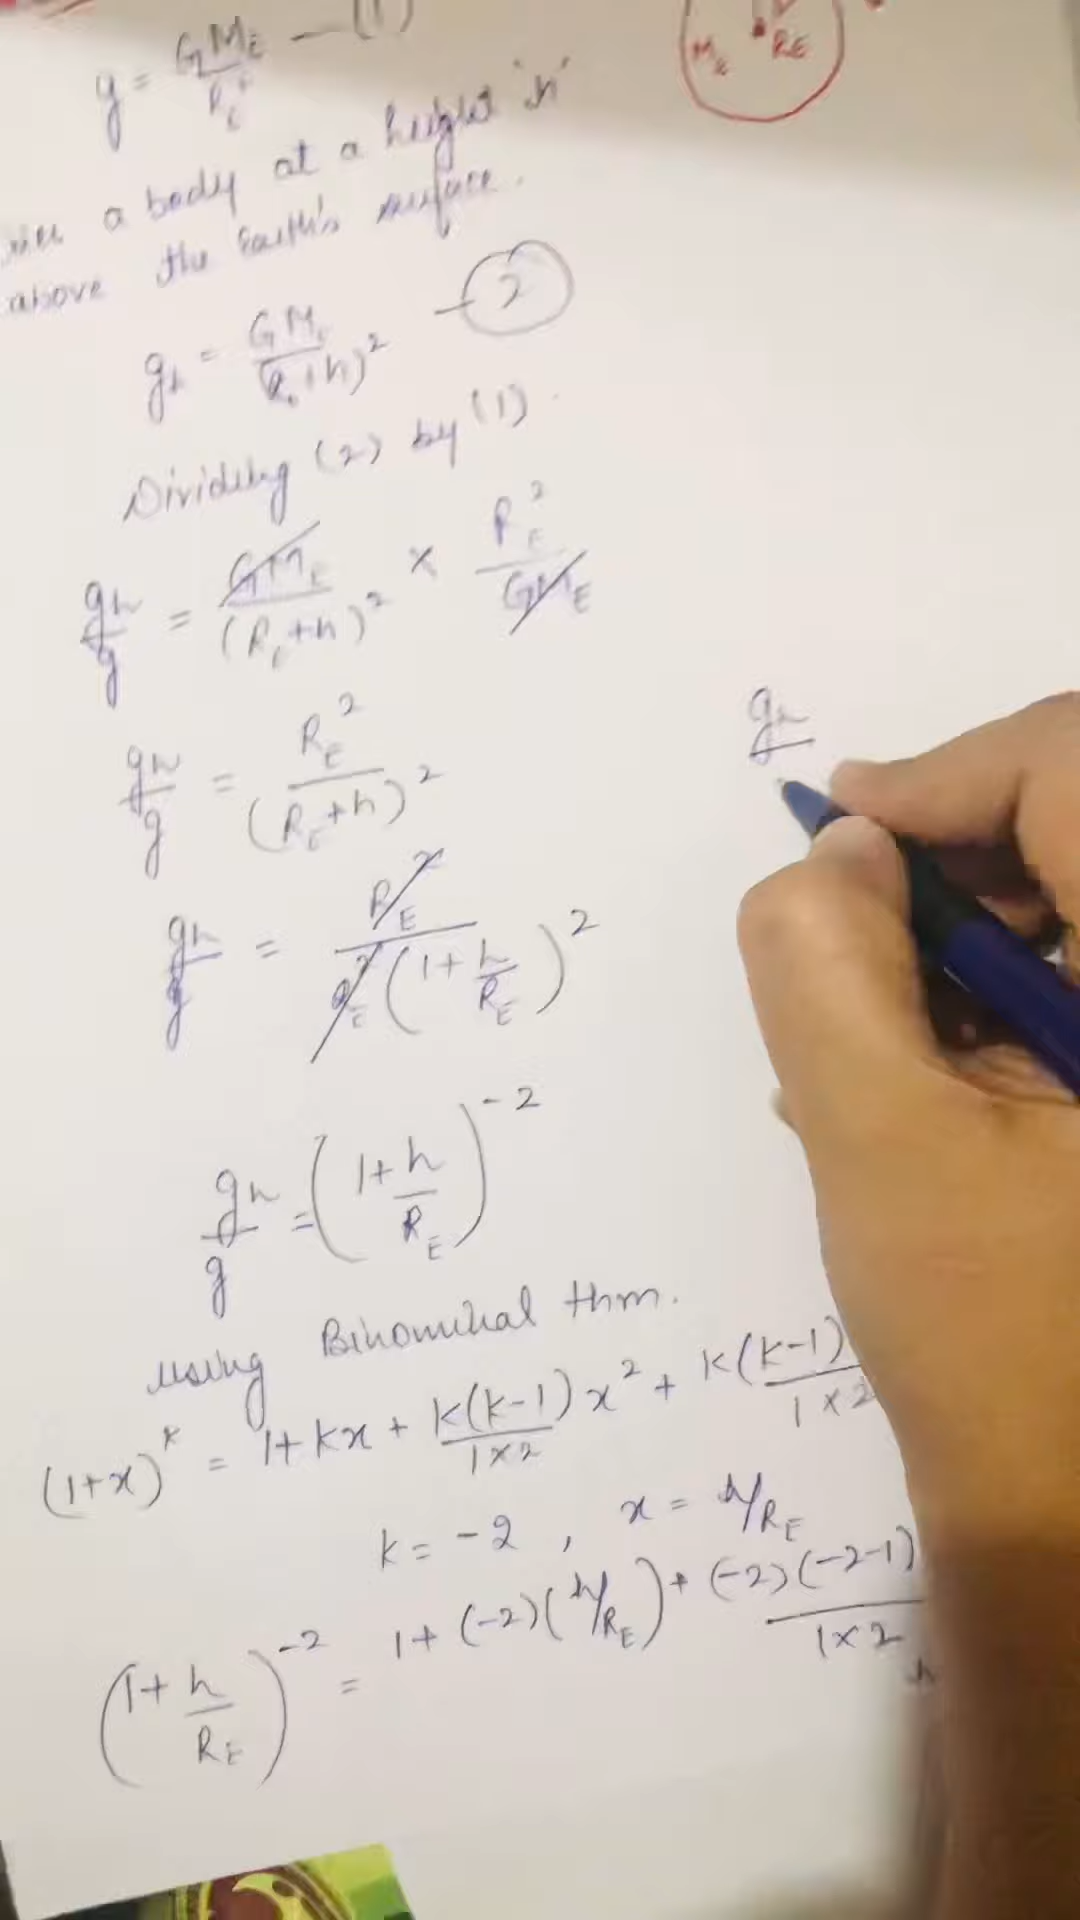 g = GM_E / R_E^2 — (1)
M_E R_E
a body at a height 'h'
above the Earth's surface.
g_h = GM_E / (R_E+h)^2 — (2)
Dividing (2) by (1).
g_h/g = GM_E / (R_E+h)^2 × R_E^2 / GM_E
g_h/g = R_E^2 / (R_E+h)^2
g_h
g_h/g = R_E^2 / R_E^2 (1 + h/R_E)^2
g_h/g = (1+h/R_E)^-2
using Binomial thm.
(1+x)^k = 1+kx + k(k-1)/1×2 x^2 + k(k-1)/1×2
k = -2, x = h/R_E
(1+h/R_E)^-2 = 1+(-2)(h/R_E) + (-2)(-2-1)/1×2